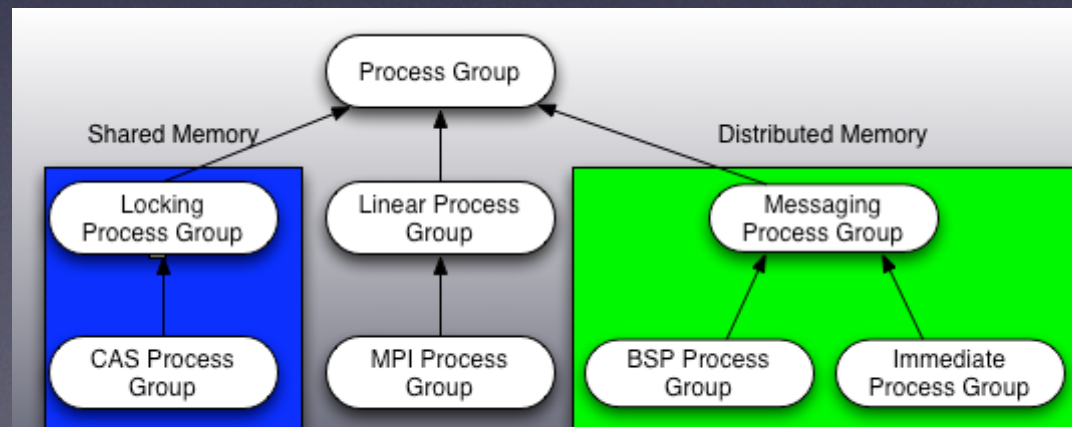 Process Group
Shared Memory
Distributed Memory
Locking
Process Group
Linear Process
Group
Messaging
Process Group
CAS Process
Group
MPI Process
Group
BSP Process
Group
Immediate
Process Group